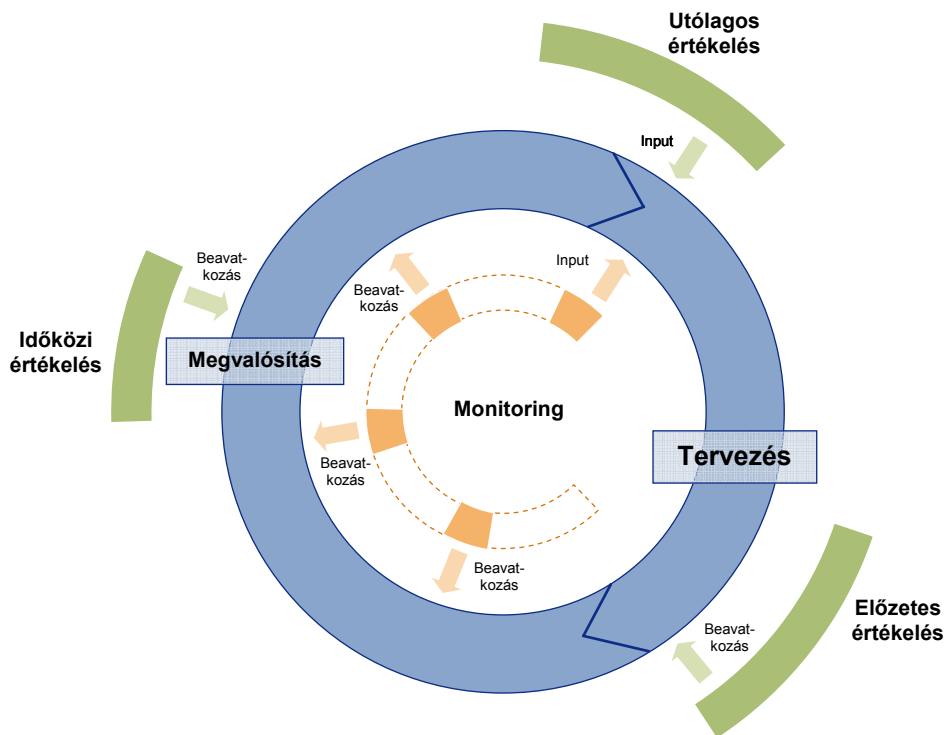 Utólagos
értékelés
Input
Beavat-
kozás
Input
Beavat-
kozás
Időközi
értékelés
Megvalósítás
Monitoring
Tervezés
Beavat-
kozás
Beavat-
kozás
Előzetes
értékelés
Beavat-
kozás